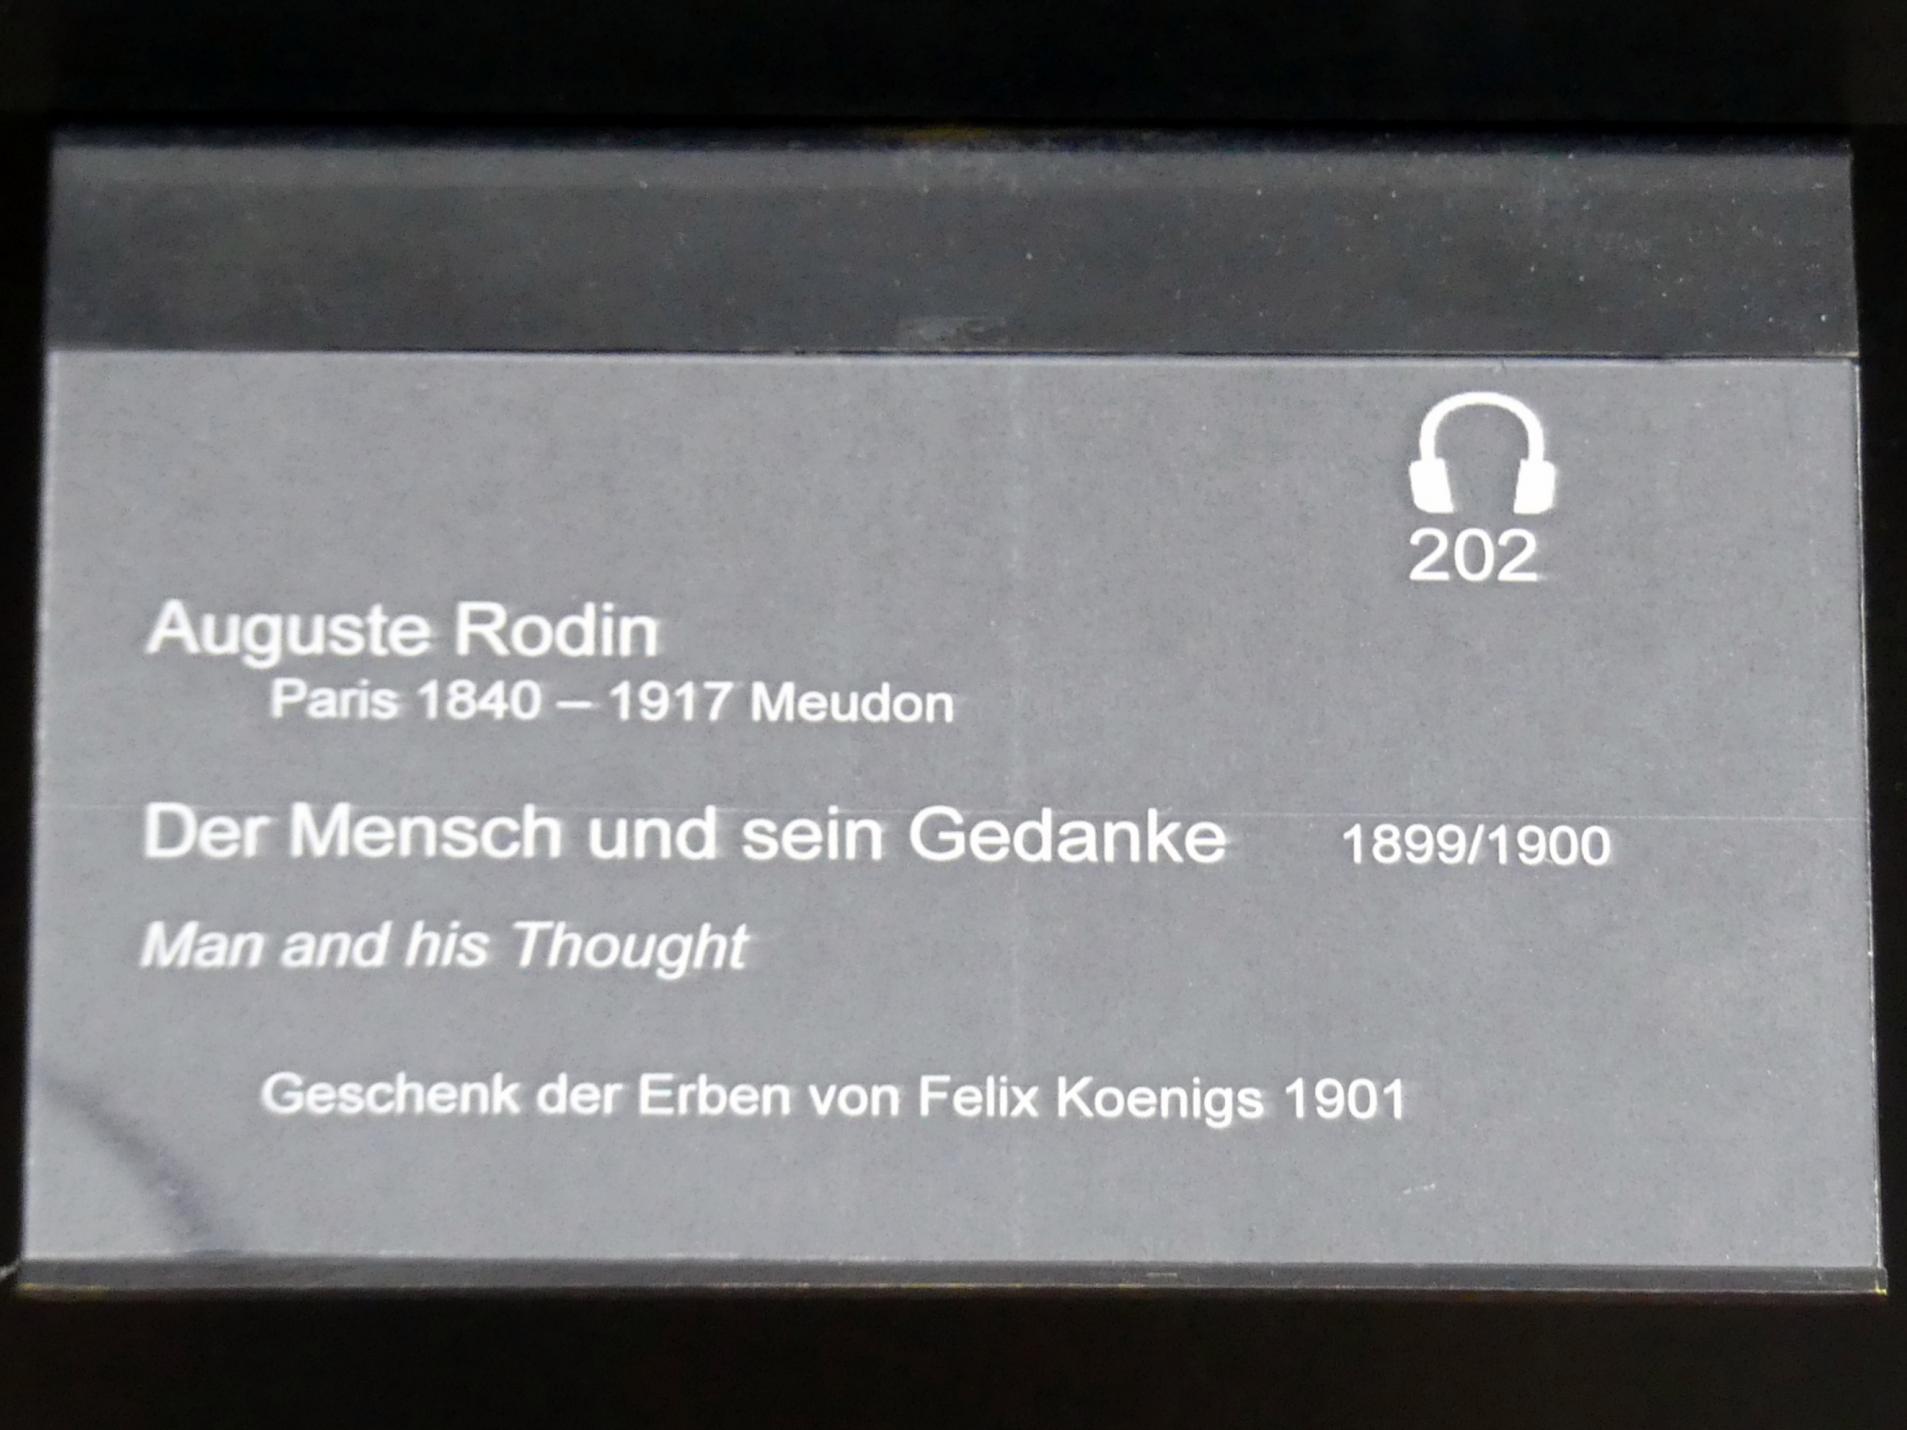 202
Auguste Rodin
Paris 1840 – 1917 Meudon
Der Mensch und sein Gedanke 1899/1900
Man and his Thought
Geschenk der Erben von Felix Koenigs 1901